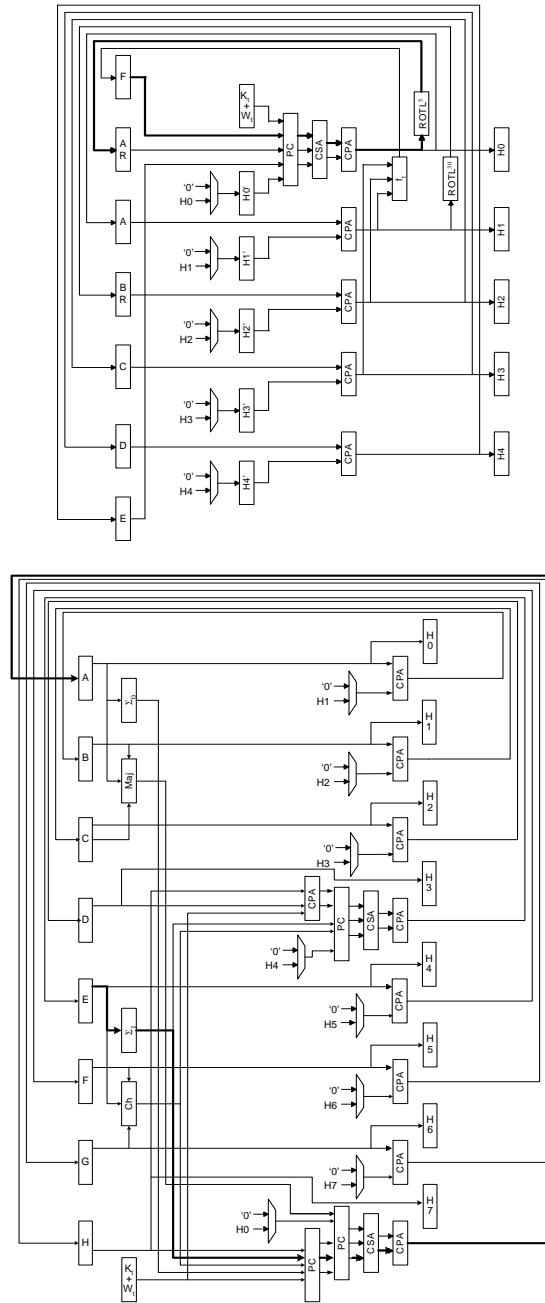 F
K_t
+
W_t
A
R
PC
CSA
CPA
ROTL^5
H0
'0'
H0
H0'
f_t
ROTL^30
A
CPA
H1
'0'
H1
H1'
B
R
CPA
H2
'0'
H2
H2'
C
CPA
H3
'0'
H3
H3'
D
CPA
H4
'0'
H4
H4'
E
A
Σ_0
'0'
H1
CPA
H
0
B
Maj
'0'
H2
CPA
H
1
C
'0'
H3
CPA
H
2
D
CPA
PC
CSA
CPA
'0'
H4
H
3
E
Σ_1
'0'
H5
CPA
H
4
F
Ch
'0'
H6
CPA
H
5
G
'0'
H7
CPA
H
6
H
'0'
H0
PC
PC
CSA
CPA
H
7
K_t
+
W_t